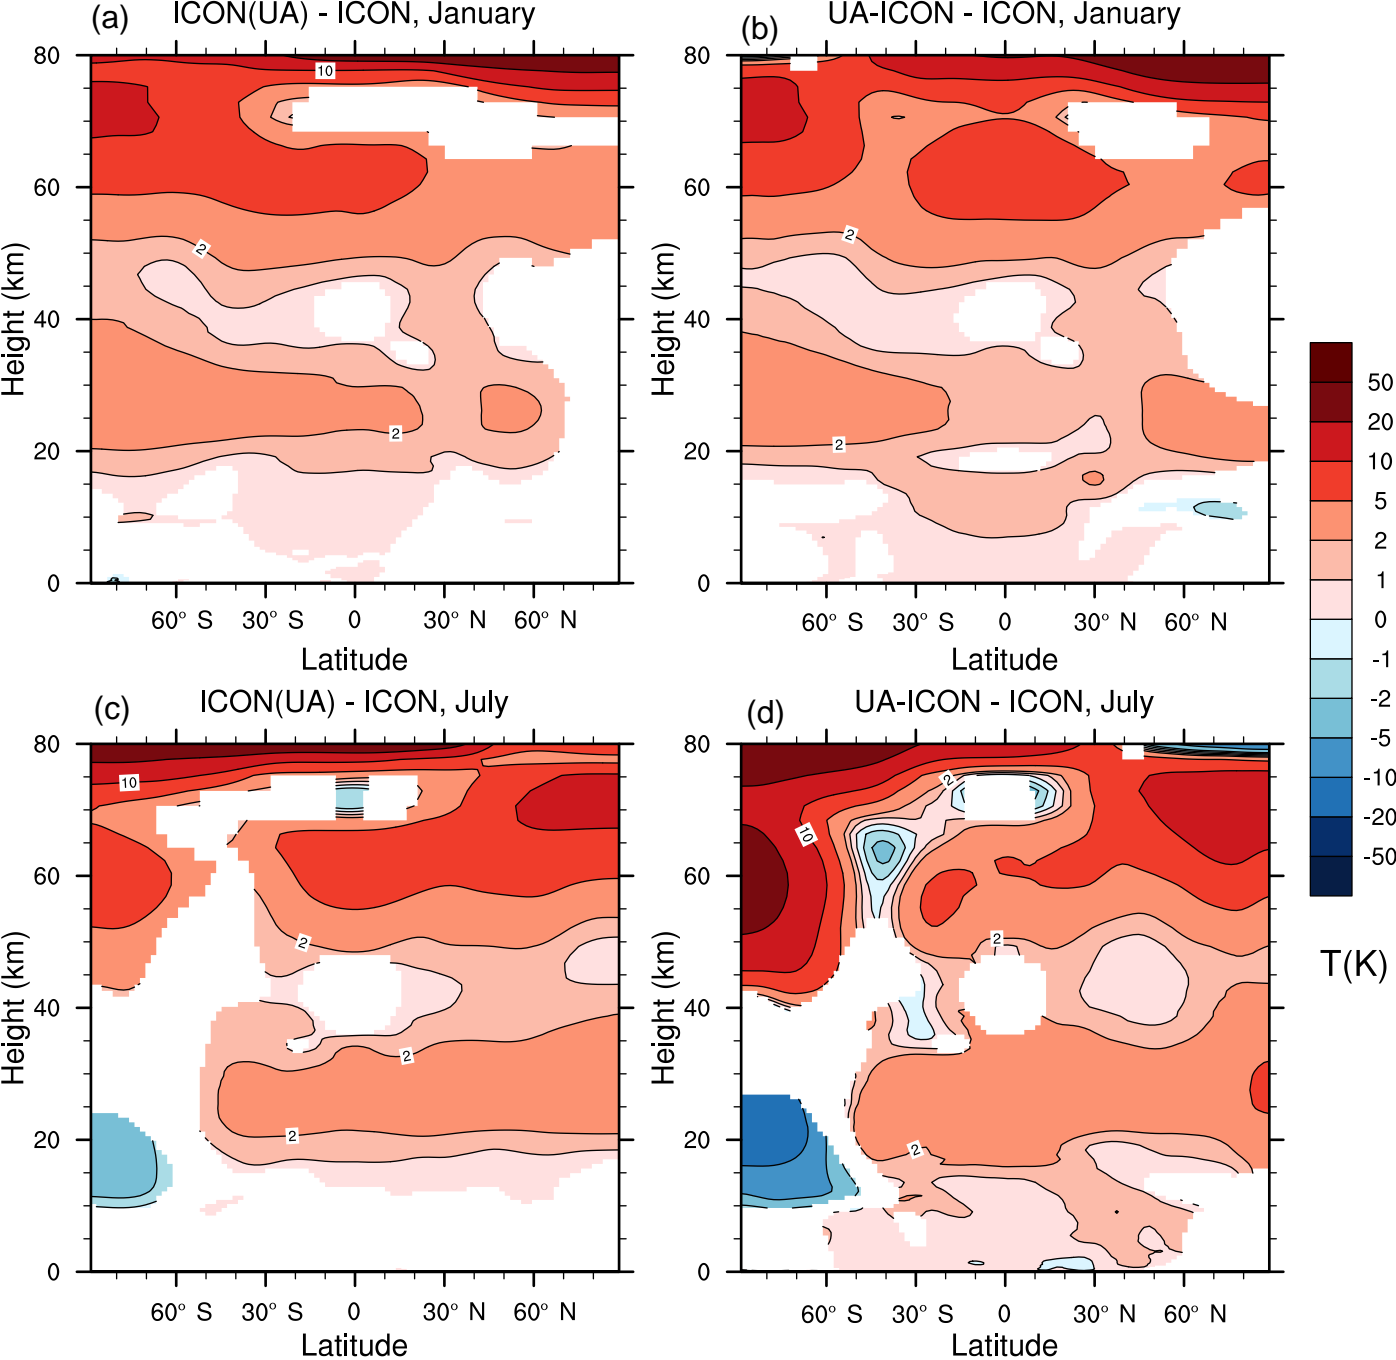 (a) ICON(UA) - ICON, January
(b) UA-ICON - ICON, January
80
60
40
20
0
Height (km)
10
2
2
60° S 30° S 0 30° N 60° N
Latitude
80
60
40
20
0
Height (km)
2
2
60° S 30° S 0 30° N 60° N
Latitude
(c) ICON(UA) - ICON, July
(d) UA-ICON - ICON, July
80
60
40
20
0
Height (km)
10
2
2
2
60° S 30° S 0 30° N 60° N
Latitude
80
60
40
20
0
Height (km)
2
10
2
2
60° S 30° S 0 30° N 60° N
Latitude
50
20
10
5
2
1
0
-1
-2
-5
-10
-20
-50
T(K)